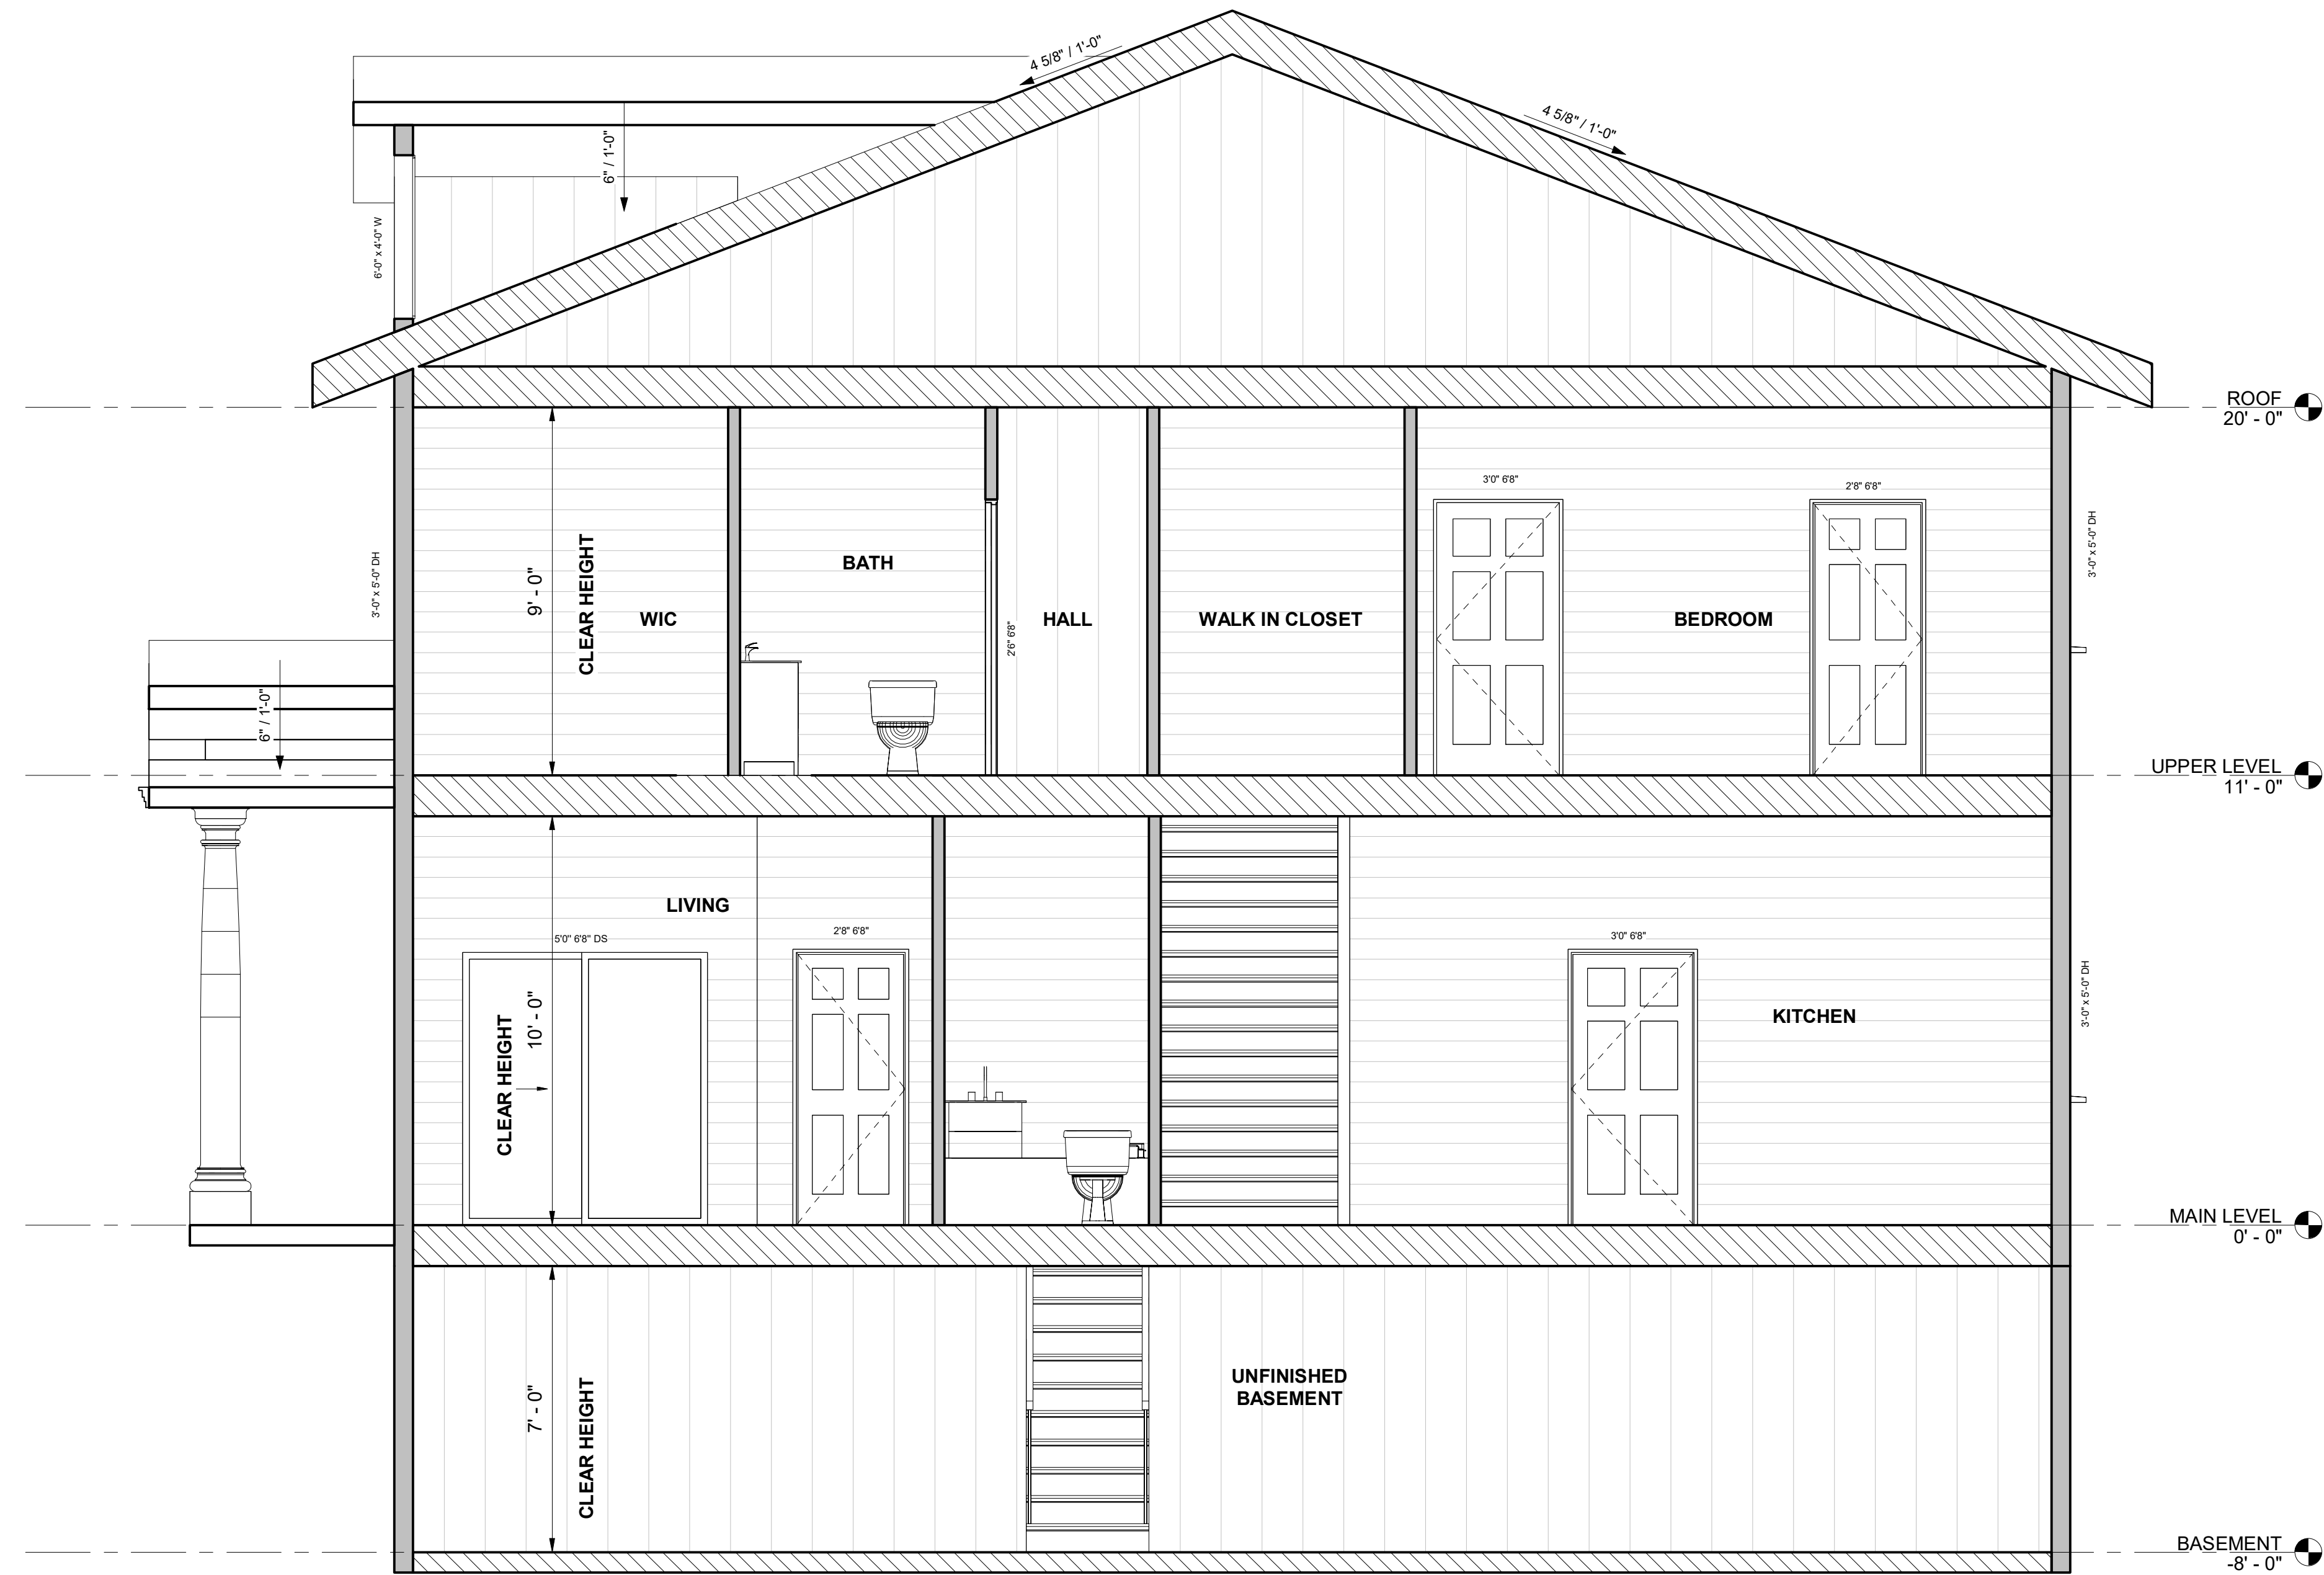 4 5/8" / 1'-0"
4 5/8" / 1'-0"
6" / 1'-0"
6'-0" x 4'-0" W
ROOF
20' - 0"
3'-0" x 5'-0" DH
9' - 0"
CLEAR HEIGHT
WIC
BATH
2'6" 6'8"
HALL
WALK IN CLOSET
3'0" 6'8"
BEDROOM
2'8" 6'8"
3'-0" x 5'-0" DH
6" / 1'-0"
UPPER LEVEL
11' - 0"
LIVING
5'0" 6'8" DS
2'8" 6'8"
CLEAR HEIGHT
10' - 0"
3'0" 6'8"
KITCHEN
3'-0" x 5'-0" DH
MAIN LEVEL
0' - 0"
7' - 0"
CLEAR HEIGHT
UNFINISHED
BASEMENT
BASEMENT
-8' - 0"